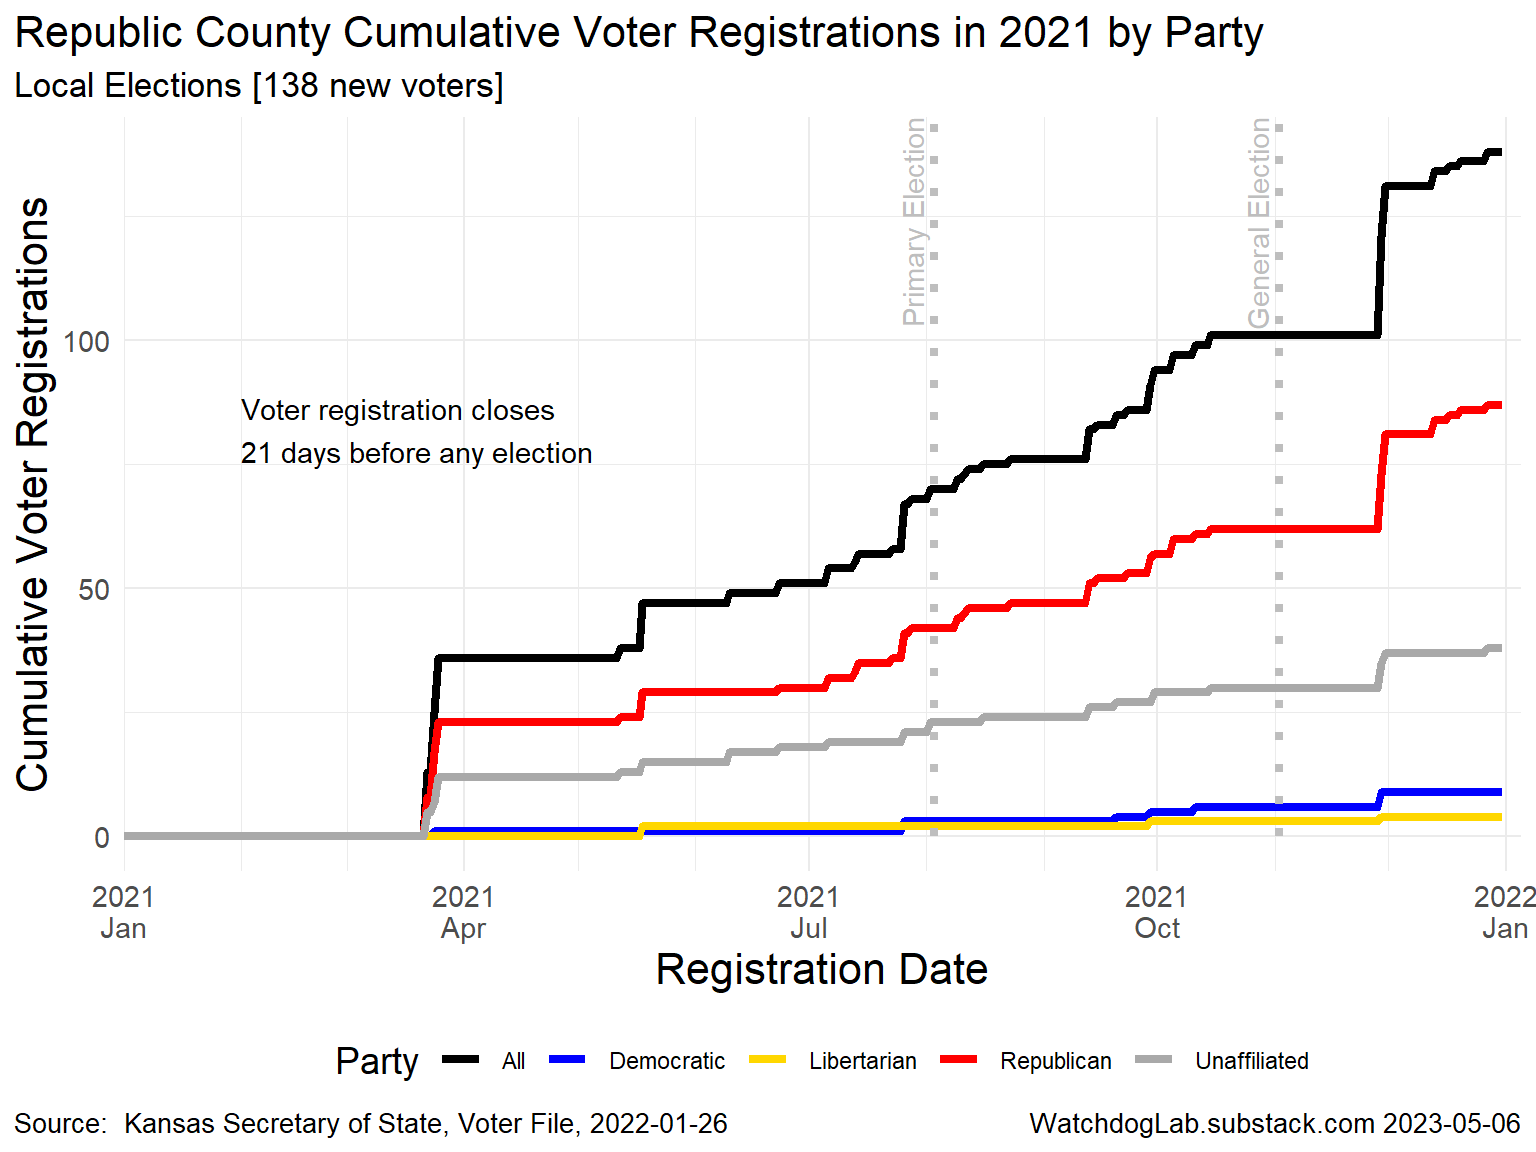 Republic County Cumulative Voter Registrations in 2021 by Party
Local Elections [138 new voters]
Cumulative Voter Registrations
Primary Election
General Election
100
50
0
Voter registration closes
21 days before any election
2021
Jan
2021
Apr
2021
Jul
2021
Oct
2022
Jan
Registration Date
Party
All
Democratic
Libertarian
Republican
Unaffiliated
Source:  Kansas Secretary of State, Voter File, 2022-01-26
WatchdogLab.substack.com 2023-05-06